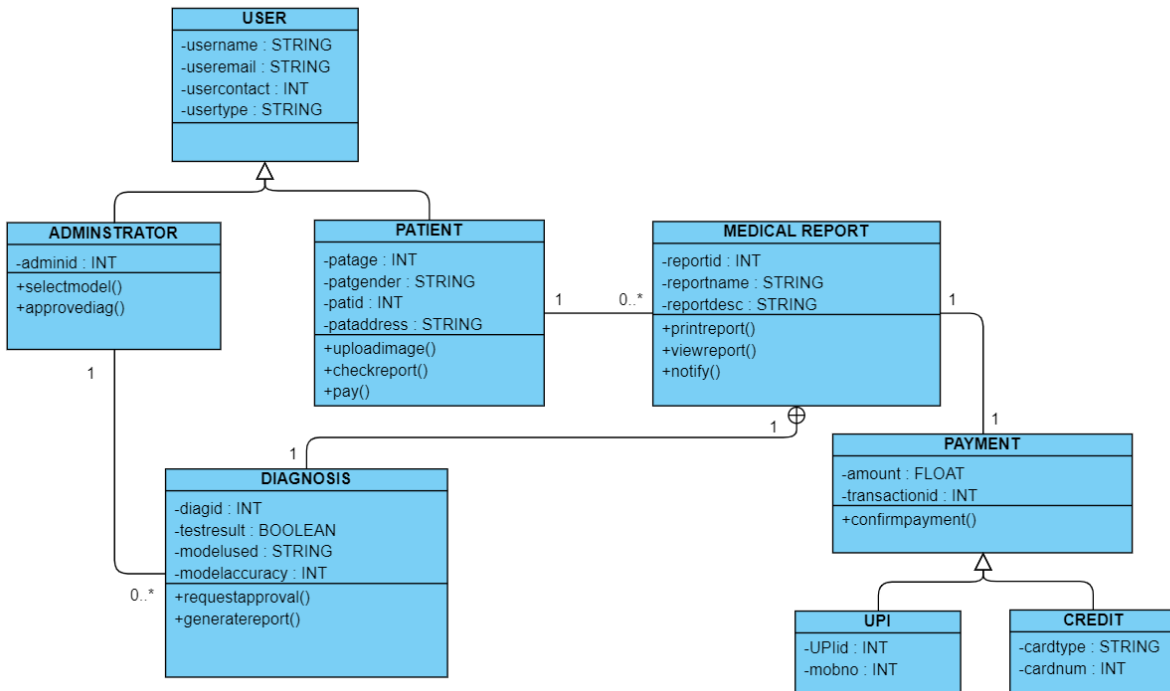 USER
-username : STRING
-useremail : STRING
-usercontact : INT
-usertype : STRING
ADMINSTRATOR
-adminid : INT
+selectmodel()
+approvediag()
PATIENT
-patage : INT
-patgender : STRING
-patid : INT
-pataddress : STRING
+uploadimage()
+checkreport()
+pay()
1
0..*
MEDICAL REPORT
-reportid : INT
-reportname : STRING
-reportdesc : STRING
+printreport()
+viewreport()
+notify()
1
1
1
0..*
1
1
DIAGNOSIS
-diagid : INT
-testresult : BOOLEAN
-modelused : STRING
-modelaccuracy : INT
+requestapproval()
+generatereport()
PAYMENT
-amount : FLOAT
-transactionid : INT
+confirmpayment()
UPI
-UPIid : INT
-mobno : INT
CREDIT
-cardtype : STRING
-cardnum : INT